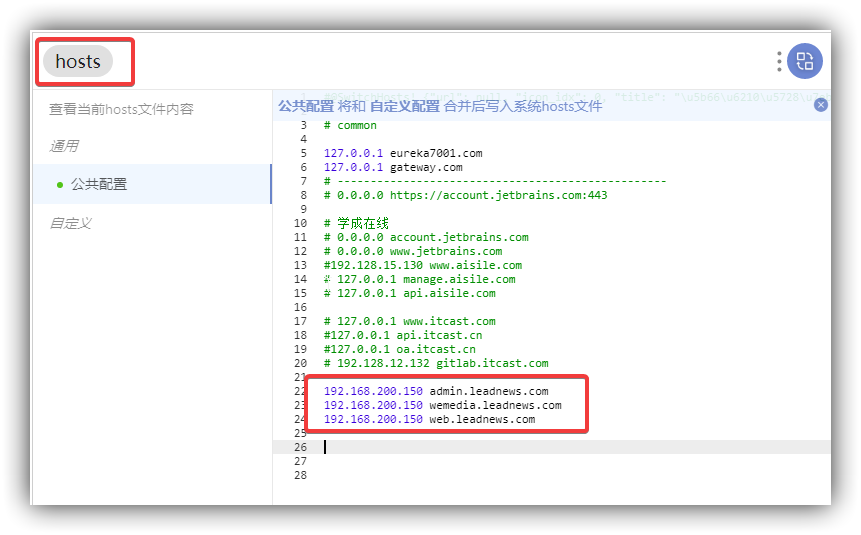 hosts
查看当前hosts文件内容
通用
公共配置
自定义
公共配置 将和 自定义配置 合并后写入系统hosts文件
3 # common
4
5 127.0.0.1 eureka7001.com
6 127.0.0.1 gateway.com
7 # --------------------------------------------------
8 # 0.0.0.0 https://account.jetbrains.com:443
9
10 # 学成在线
11 # 0.0.0.0 account.jetbrains.com
12 # 0.0.0.0 www.jetbrains.com
13 #192.128.15.130 www.aisile.com
14 # 127.0.0.1 manage.aisile.com
15 # 127.0.0.1 api.aisile.com
16
17 # 127.0.0.1 www.itcast.com
18 #127.0.0.1 api.itcast.cn
19 #127.0.0.1 oa.itcast.cn
20 # 192.128.12.132 gitlab.itcast.com
21
22 192.168.200.150 admin.leadnews.com
23 192.168.200.150 wemedia.leadnews.com
24 192.168.200.150 web.leadnews.com
25
26
27
28